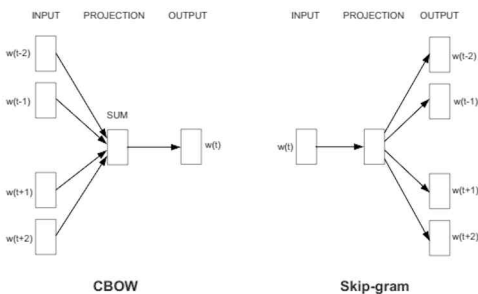 INPUT PROJECTION OUTPUT
w(t-2)
w(t-1)
SUM
w(t)
w(t+1)
w(t+2)
CBOW
INPUT PROJECTION OUTPUT
w(t-2)
w(t-1)
w(t)
w(t+1)
w(t+2)
Skip-gram